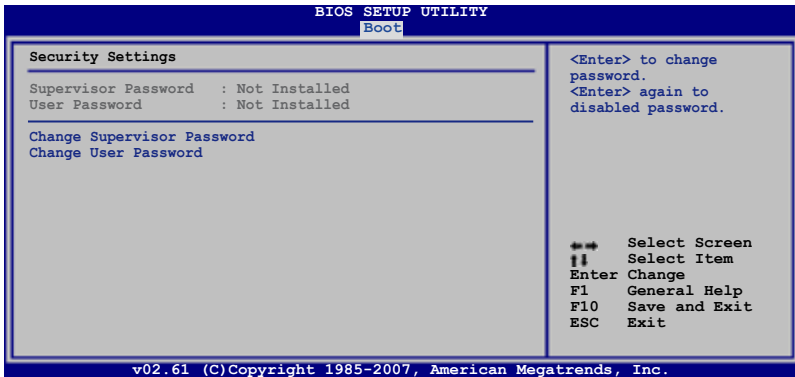 BIOS SETUP UTILITY
Boot
Security Settings
Supervisor Password : Not Installed
User Password : Not Installed
Change Supervisor Password
Change User Password
<Enter> to change
password.
<Enter> again to
disabled password.
←→ Select Screen
↑↓ Select Item
Enter Change
F1 General Help
F10 Save and Exit
ESC Exit
v02.61 (C)Copyright 1985-2007, American Megatrends, Inc.